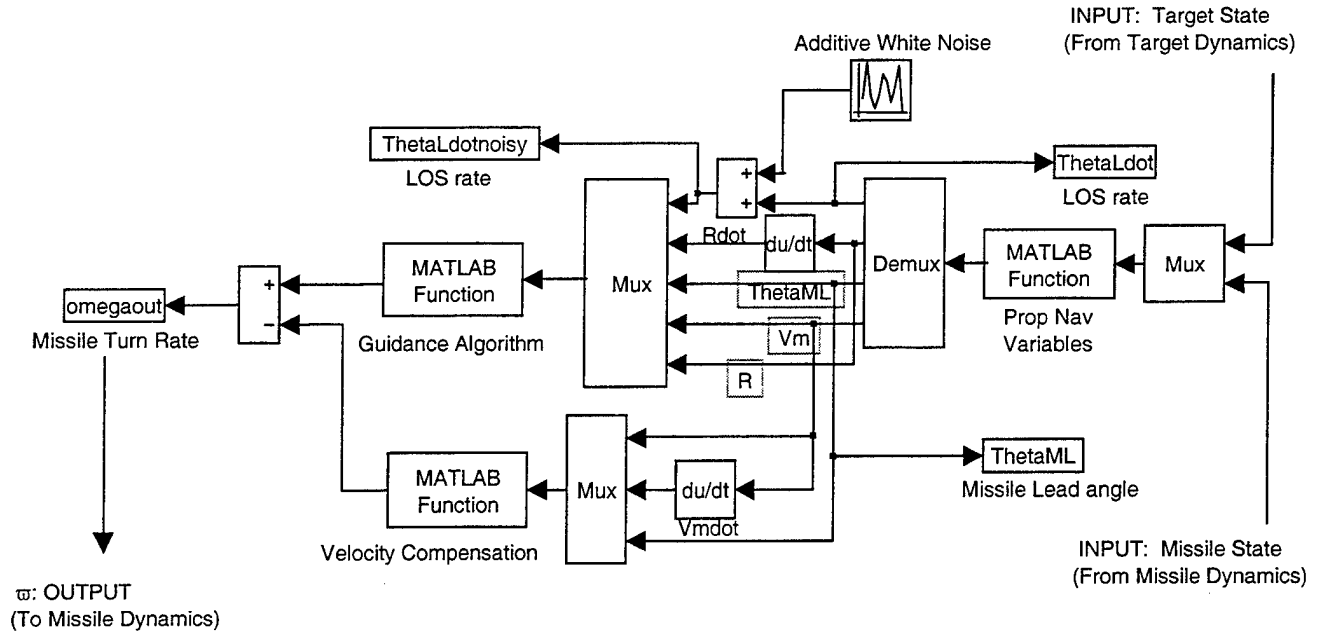 INPUT: Target State
(From Target Dynamics)
Additive White Noise
ThetaLdotnoisy
LOS rate
+
+
ThetaLdot
LOS rate
Rdot
du/dt
MATLAB
Function
Mux
Demux
MATLAB
Function
Mux
ThetaML
+
−
omegaout
Missile Turn Rate
Guidance Algorithm
Vm
Prop Nav
Variables
R
MATLAB
Function
Mux
du/dt
Vmdot
ThetaML
Missile Lead angle
Velocity Compensation
INPUT: Missile State
(From Missile Dynamics)
ϖ: OUTPUT
(To Missile Dynamics)